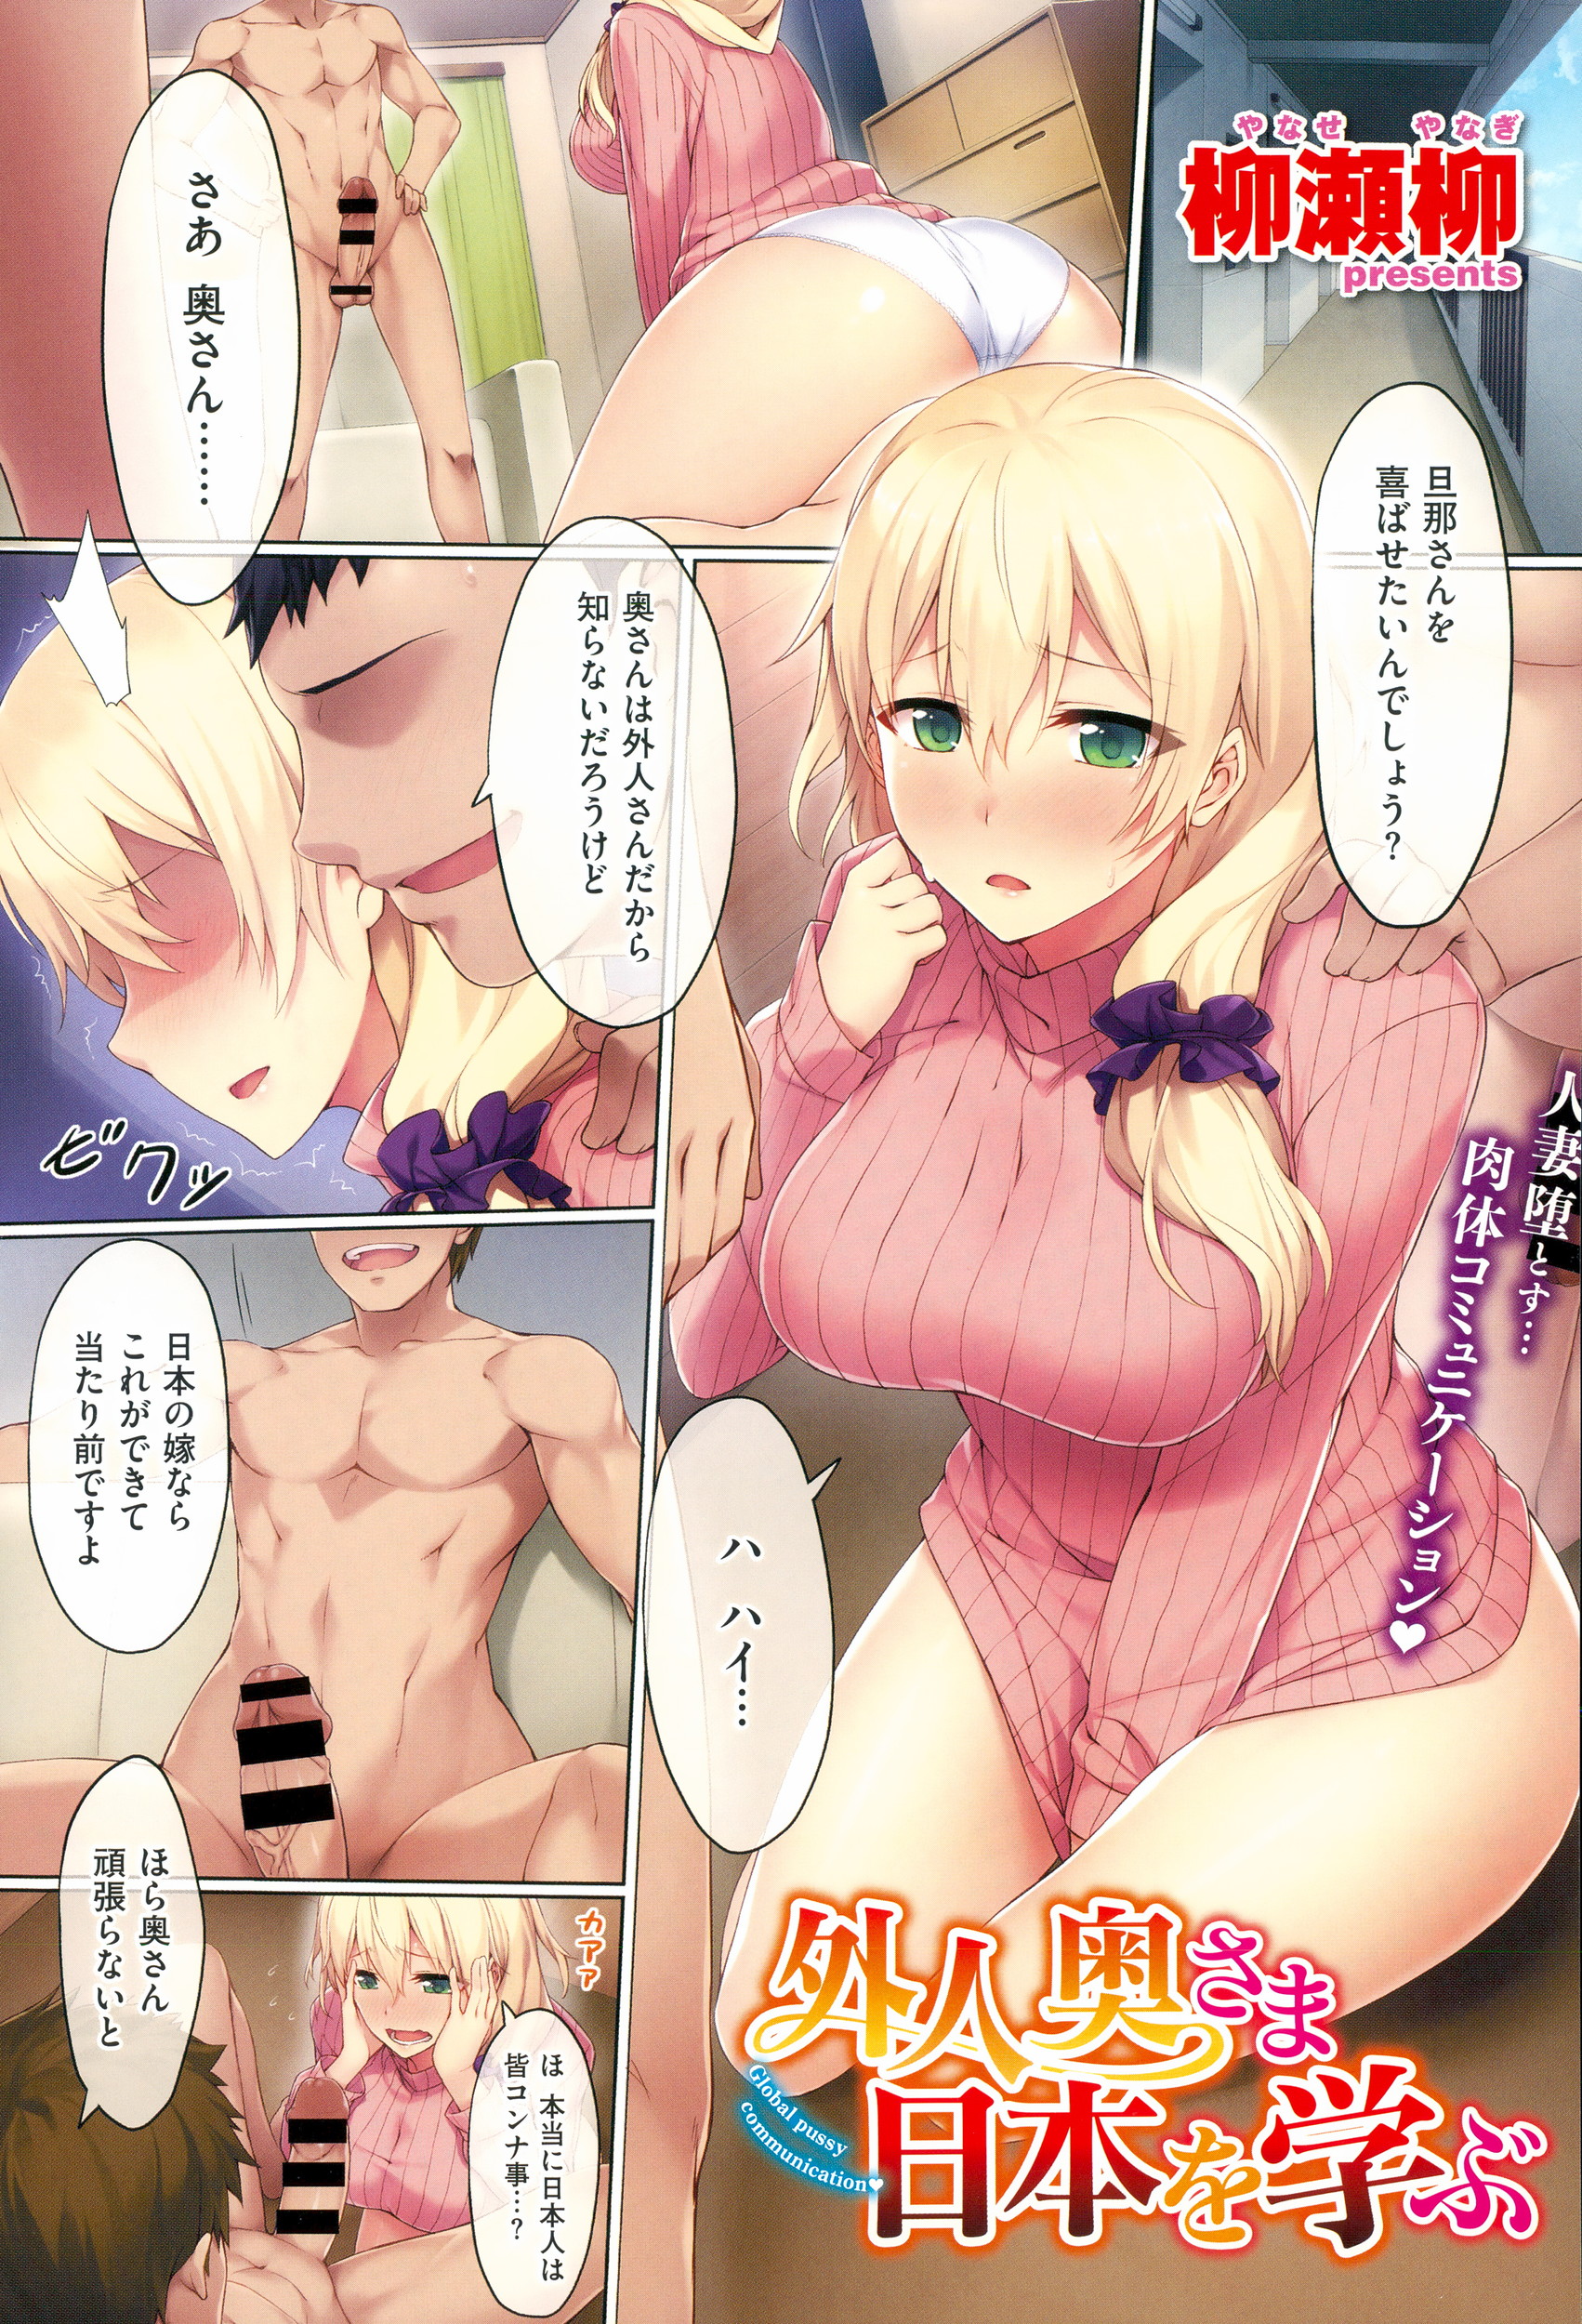 やなせ やなぎ
柳瀬柳
presents
旦那さんを
喜ばせたいんでしょう?
さあ 奥さん……
人妻堕とす…
肉体コミュニケーション♥
奥さんは外人さんだから
知らないだろうけど
ビクッ
ハ ハイ…
日本の嫁なら
これができて
当たり前ですよ
ほら奥さん
頑張らないと
カアァァ
ほ 本当に日本人は
皆コンナ事…?
外人奥さま
日本を学ぶ
Global pussy
communication♥